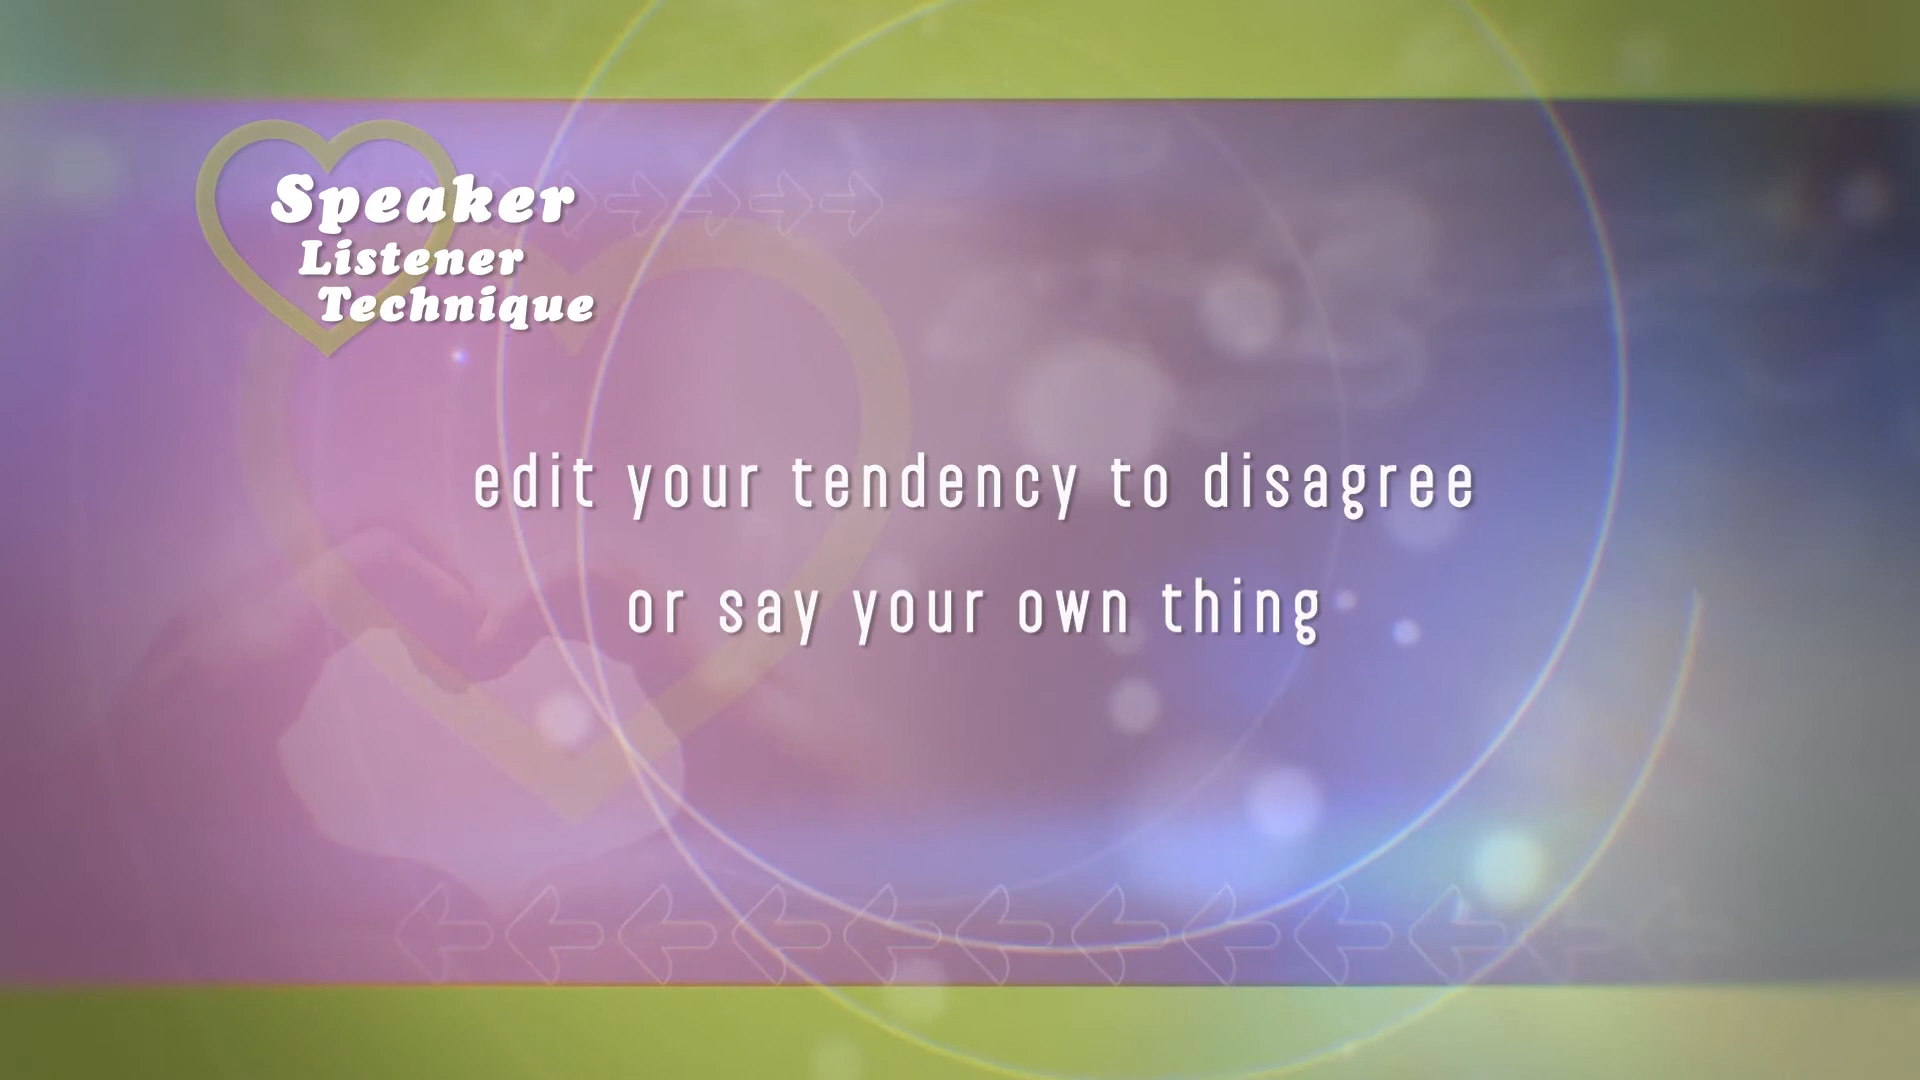 Speaker
Listener
Technique
edit your tendency to disagree
or say your own thing